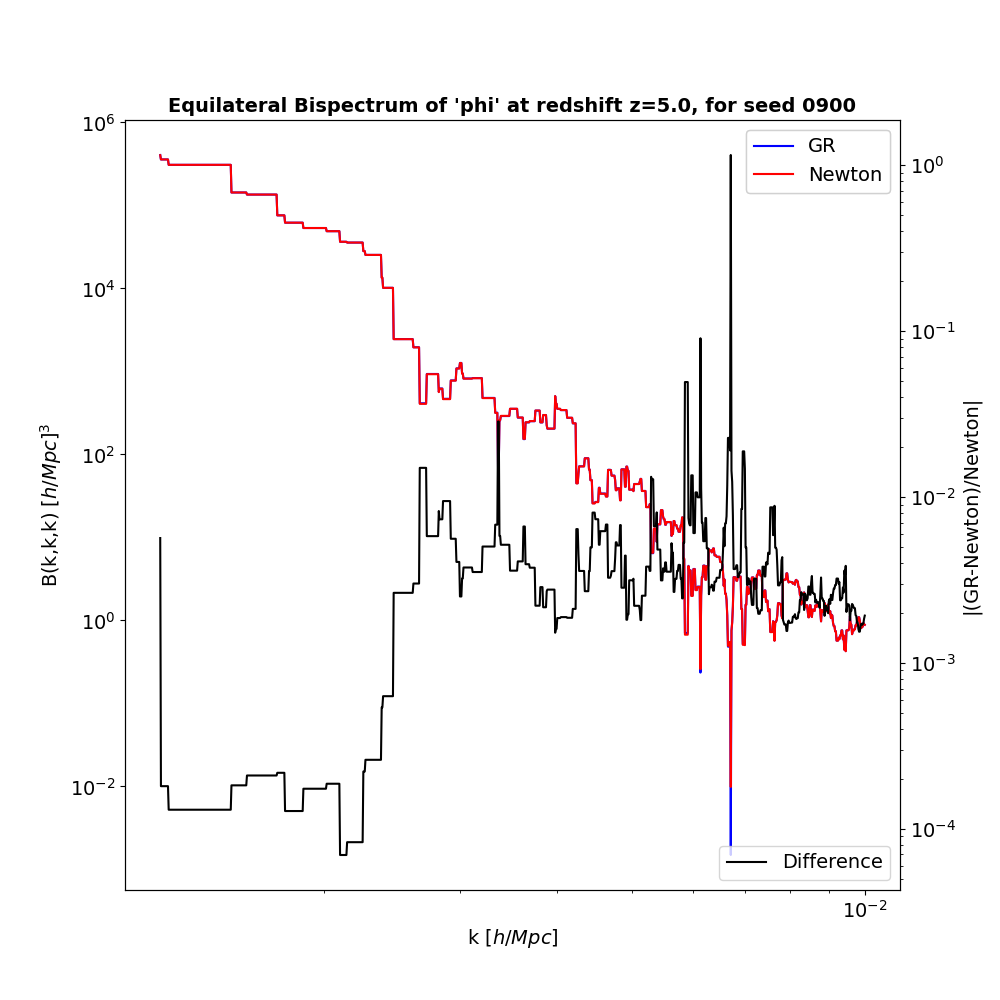 Equilateral Bispectrum of 'phi' at redshift z=5.0, for seed 0900
GR
Newton
10^6
10^4
10^2
10^0
10^-2
B(k,k,k) [h/Mpc]^3
10^0
10^-1
10^-2
10^-3
10^-4
|(GR-Newton)/Newton|
Difference
10^-2
k [h/Mpc]